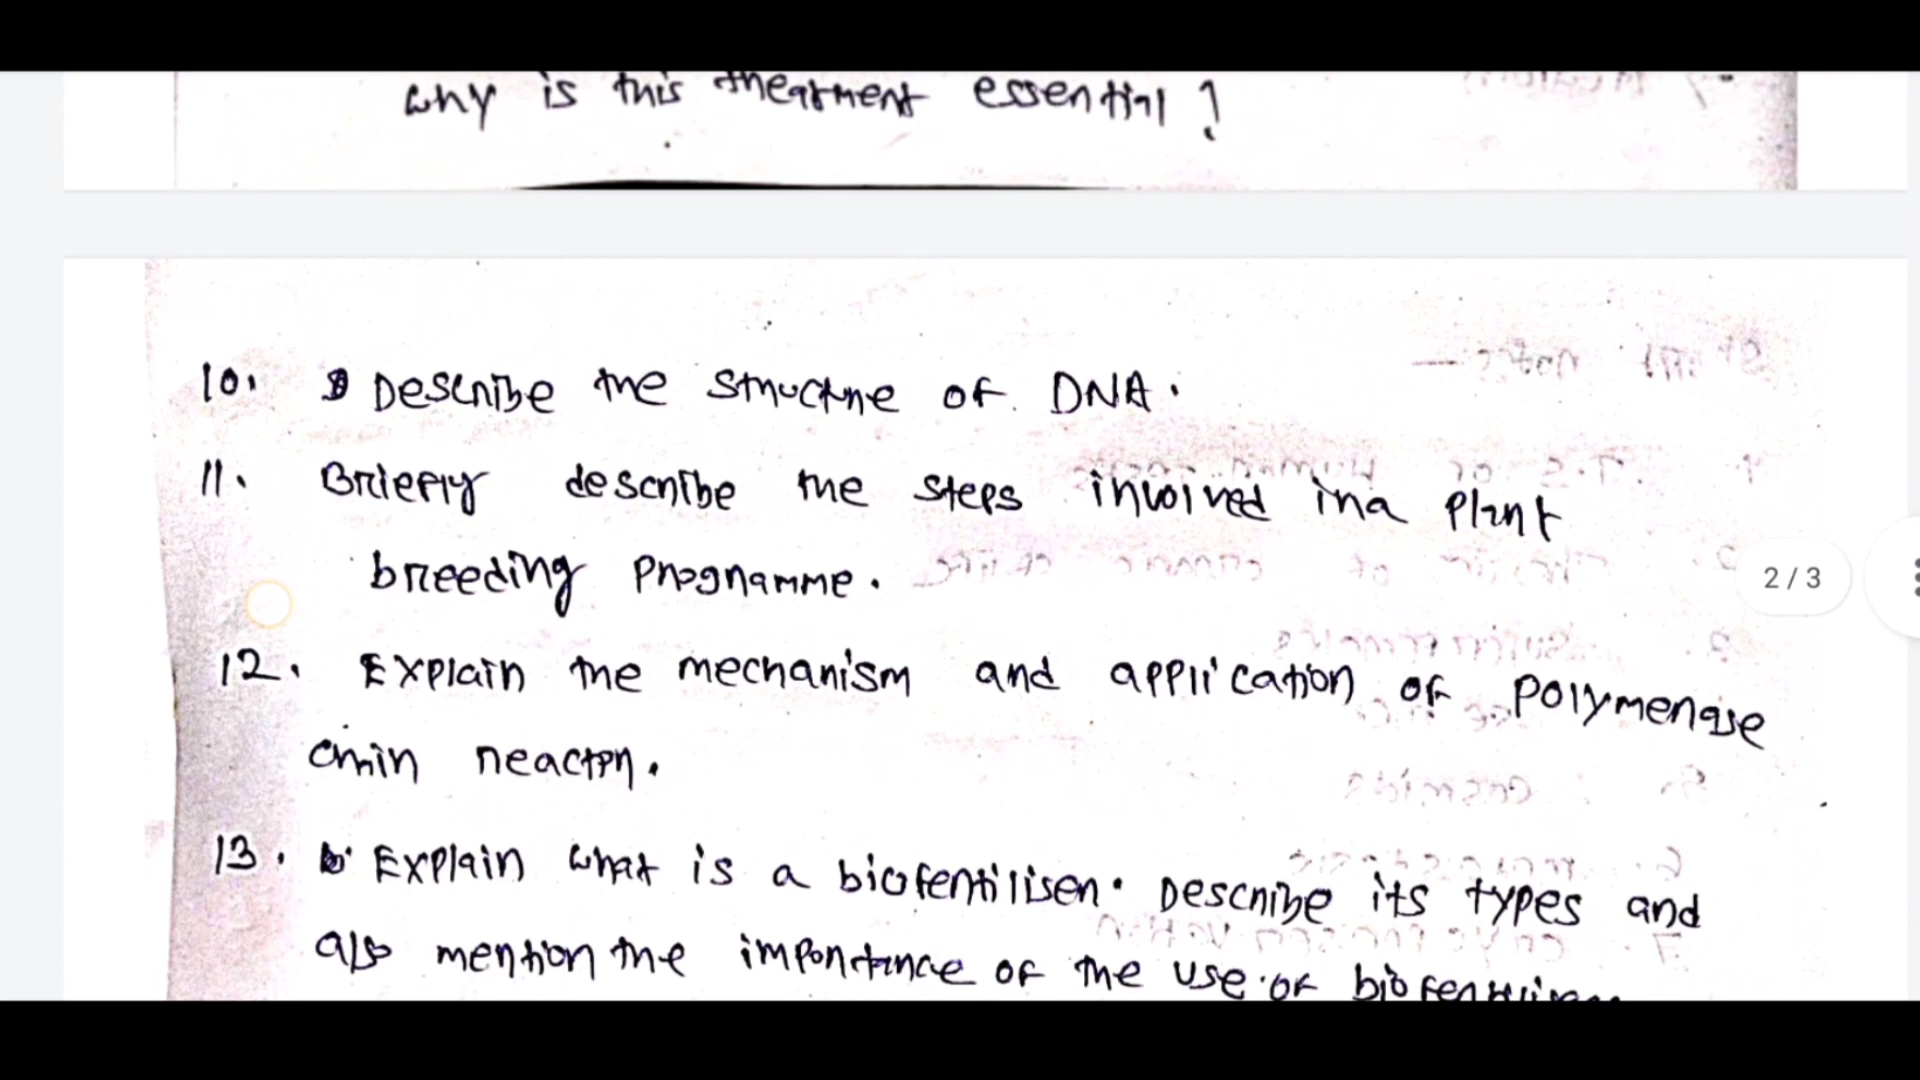 why is this treatment essential ?
10. Describe the structure of DNA.
11. Briefly describe the steps involved in a plant
breeding programme.
2 / 3
12. Explain the mechanism and application of polymerase
chain reaction.
13. Explain what is a biofertiliser. Describe its types and
also mention the importance of the use of